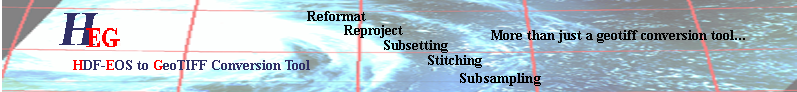 HEG
HDF-EOS to GeoTIFF Conversion Tool
Reformat
Reproject
Subsetting
Stitching
Subsampling
More than just a geotiff conversion tool...